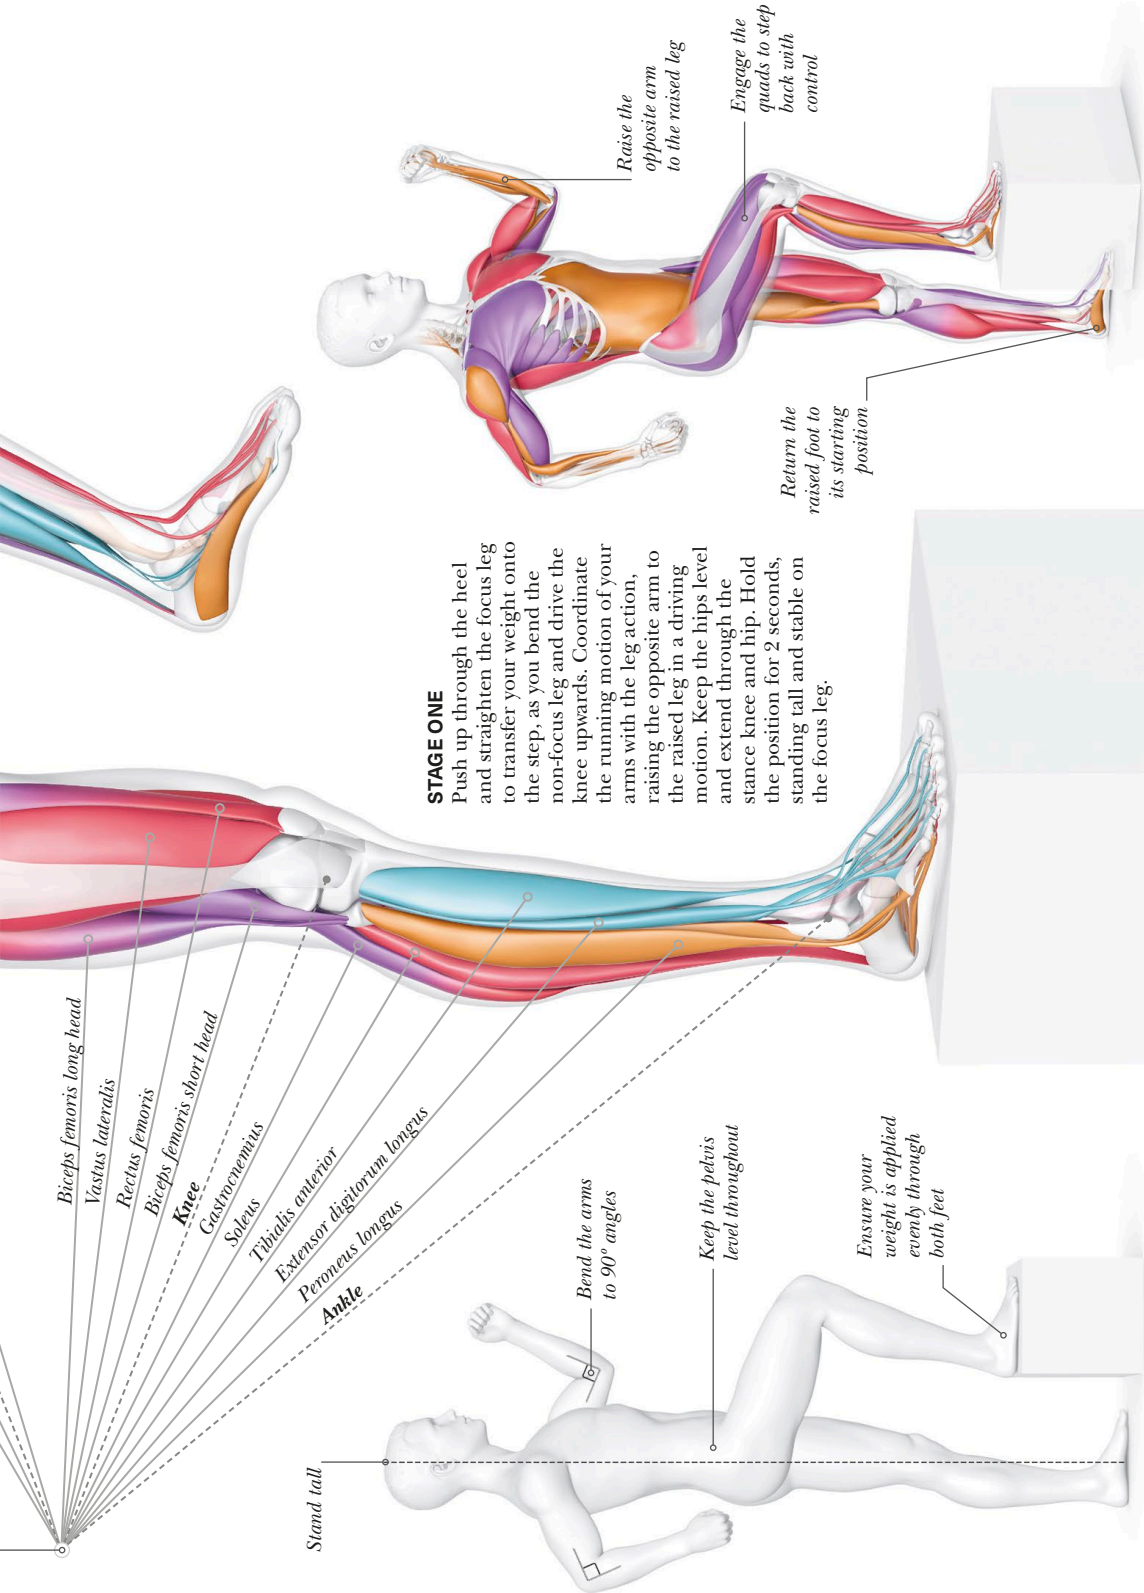 Biceps femoris long head
Vastus lateralis
Rectus femoris
Biceps femoris short head
Knee
Gastrocnemius
Soleus
Tibialis anterior
Extensor digitorum longus
Peroneus longus
Ankle
Stand tall
Bend the arms
to 90º angles
Keep the pelvis
level throughout
Ensure your
weight is applied
evenly through
both feet
STAGE ONE
Push up through the heel
and straighten the focus leg
to transfer your weight onto
the step, as you bend the
non-focus leg and drive the
knee upwards. Coordinate
the running motion of your
arms with the leg action,
raising the opposite arm to
the raised leg in a driving
motion. Keep the hips level
and extend through the
stance knee and hip. Hold
the position for 2 seconds,
standing tall and stable on
the focus leg.
Raise the
opposite arm
to the raised leg
Engage the
quads to step
back with
control
Return the
raised foot to
its starting
position